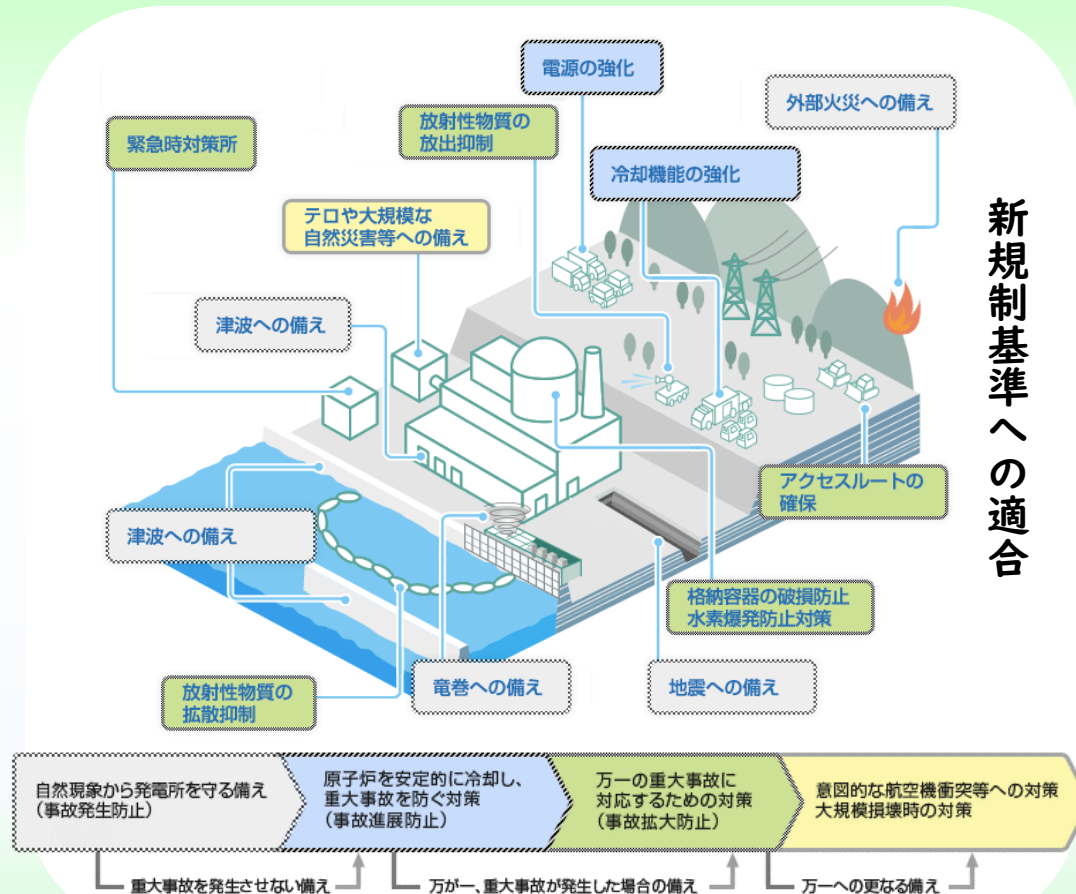 新規制基準への適合
電源の強化
外部火災への備え
緊急時対策所
放射性物質の
放出抑制
冷却機能の強化
テロや大規模な
自然災害等への備え
津波への備え
アクセスルートの
確保
津波への備え
格納容器の破損防止
水素爆発防止対策
放射性物質の
拡散抑制
竜巻への備え
地震への備え
自然現象から発電所を守る備え
(事故発生防止)
原子炉を安定的に冷却し、
重大事故を防ぐ対策
(事故進展防止)
万一の重大事故に
対応するための対策
(事故拡大防止)
意図的な航空機衝突等への対策
大規模損壊時の対策
重大事故を発生させない備え
万が一、重大事故が発生した場合の備え
万一への更なる備え